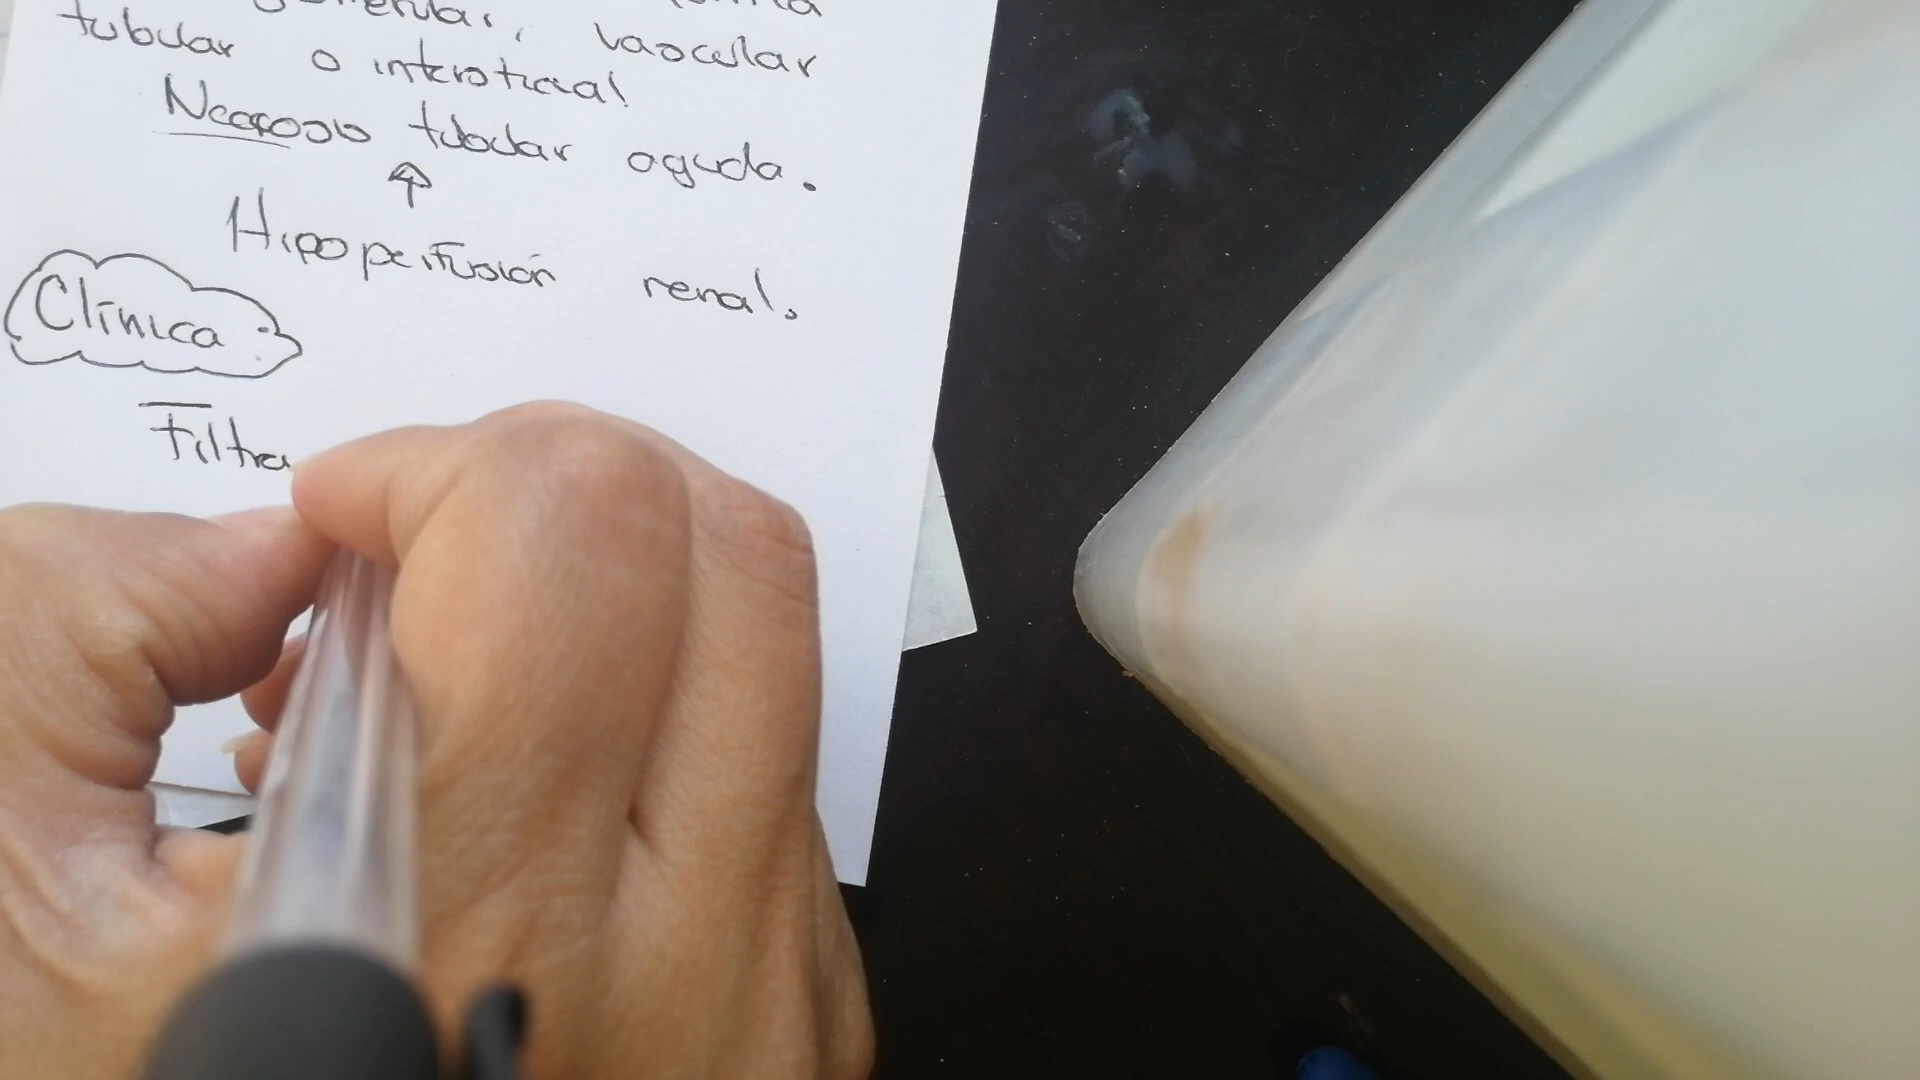 tubular o intersticial
vascular
Necrosis tubular aguda.
Hipoperfusión renal.
Clínica
Filtra